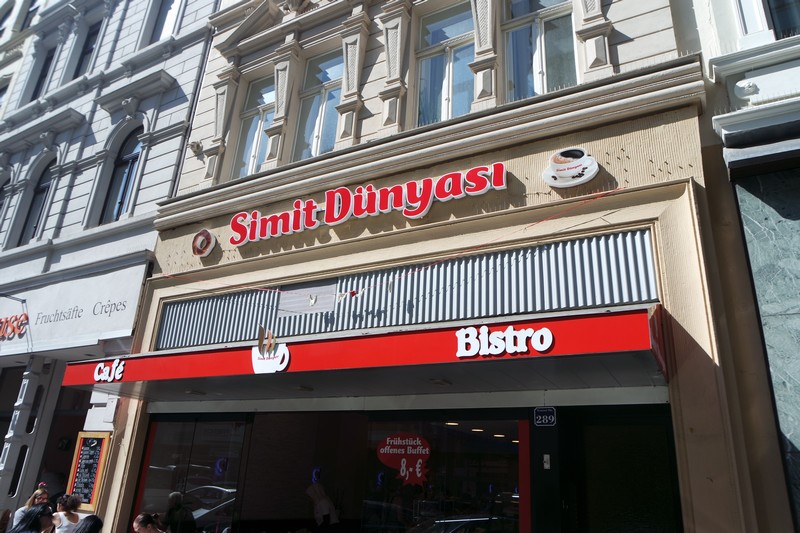 Simit Dünyası
Fruchtsäfte Crêpes
Café
Bistro
289
Frühstück
offenes Buffet
8,- €